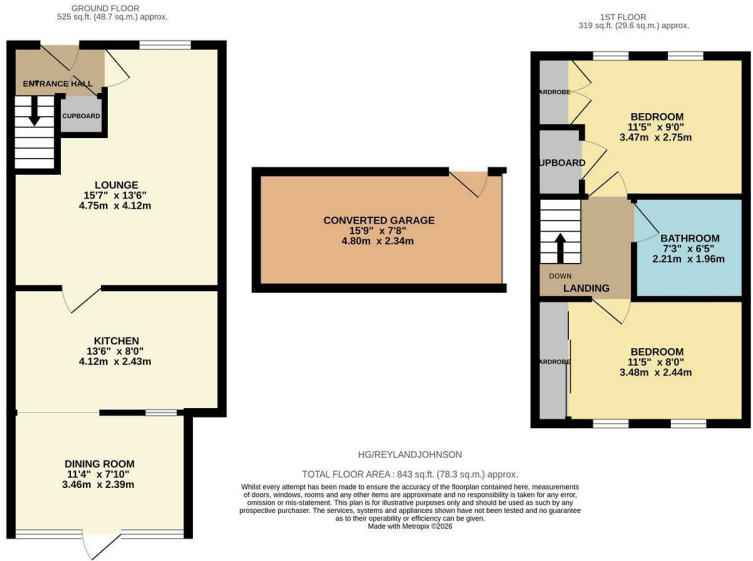 GROUND FLOOR
525 sq.ft. (48.7 sq.m.) approx.
ENTRANCE HALL
UP
CUPBOARD
LOUNGE
15'7" x 13'6"
4.75m x 4.12m
KITCHEN
13'6" x 8'0"
4.12m x 2.43m
DINING ROOM
11'4" x 7'10"
3.46m x 2.39m
CONVERTED GARAGE
15'9" x 7'8"
4.80m x 2.34m
1ST FLOOR
319 sq.ft. (29.6 sq.m.) approx.
ARDROBE
BEDROOM
11'5" x 9'0"
3.47m x 2.75m
UPBOARD
BATHROOM
7'3" x 6'5"
2.21m x 1.96m
DOWN
LANDING
ARDROBE
BEDROOM
11'5" x 8'0"
3.48m x 2.44m
HG/REYLANDJOHNSON
TOTAL FLOOR AREA : 843 sq.ft. (78.3 sq.m.) approx.
Whilst every attempt has been made to ensure the accuracy of the floorplan contained here, measurements
of doors, windows, rooms and any other items are approximate and no responsibility is taken for any error,
omission or mis-statement. This plan is for illustrative purposes only and should be used as such by any
prospective purchaser. The services, systems and appliances shown have not been tested and no guarantee
as to their operability or efficiency can be given.
Made with Metropix ©2026